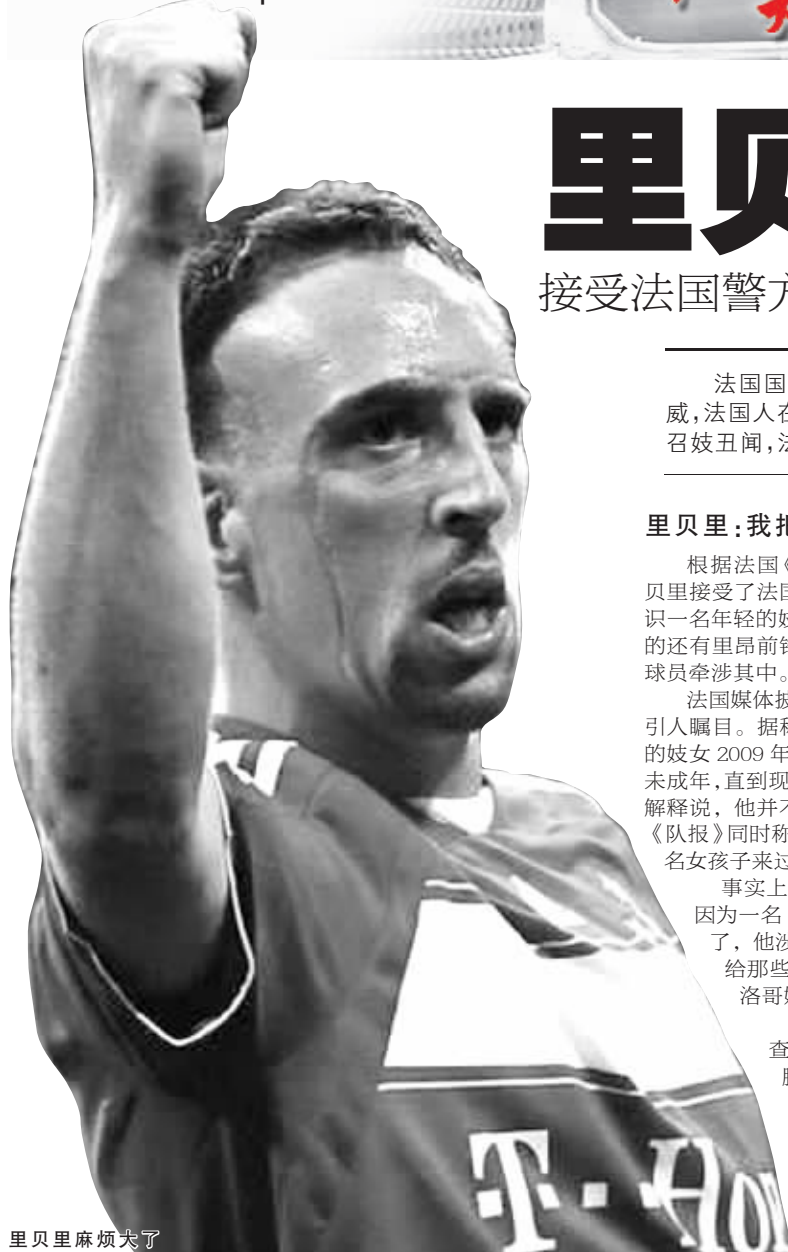 里贝
接受法国警方
法国国
威,法国人在
召妓丑闻,法
里贝里:我把
根据法国《
贝里接受了法国
识一名年轻的妓
的还有里昂前锋
球员牵涉其中。
法国媒体披
引人瞩目。据称
的妓女2009年
未成年,直到现
解释说,他并不
《队报》同时称
名女孩子来过
事实上
因为一名
了,他涉
给那些
洛哥
查
T··Hom
里贝里麻烦大了